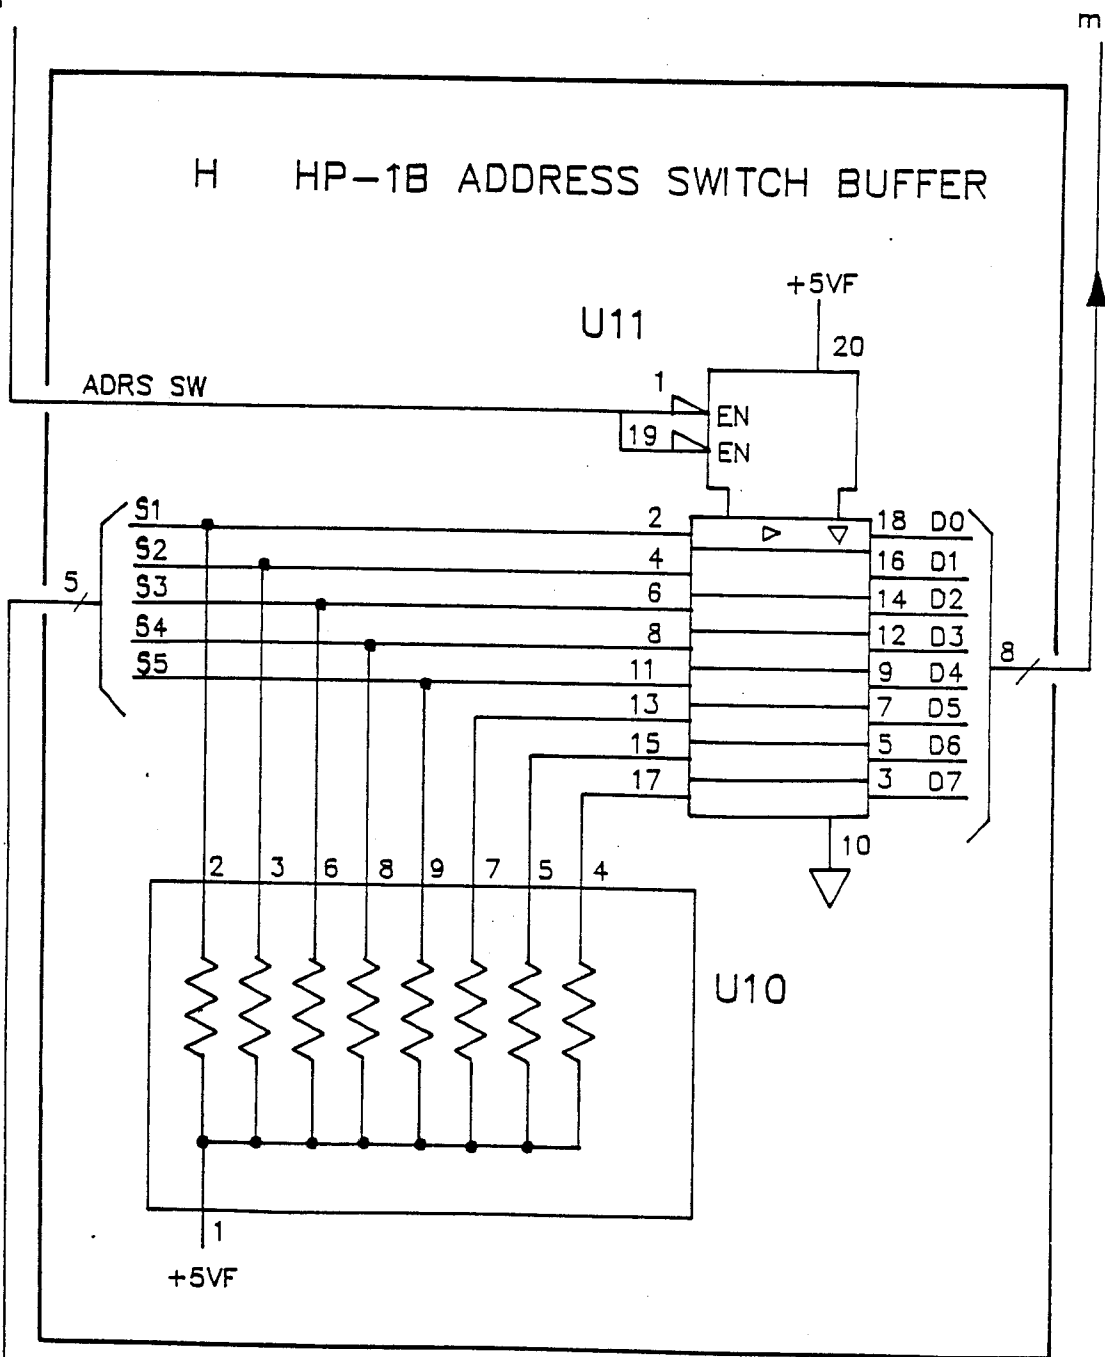 m
H HP-1B ADDRESS SWITCH BUFFER
+5VF
U11
20
ADRS SW
1
EN
19
EN
S1 2 18 D0
S2 4 16 D1
S3 6 14 D2
5
S4 8 12 D3
8
S5 11 9 D4
13 7 D5
15 5 D6
17 3 D7
10
2 3 6 8 9 7 5 4
U10
1
+5VF